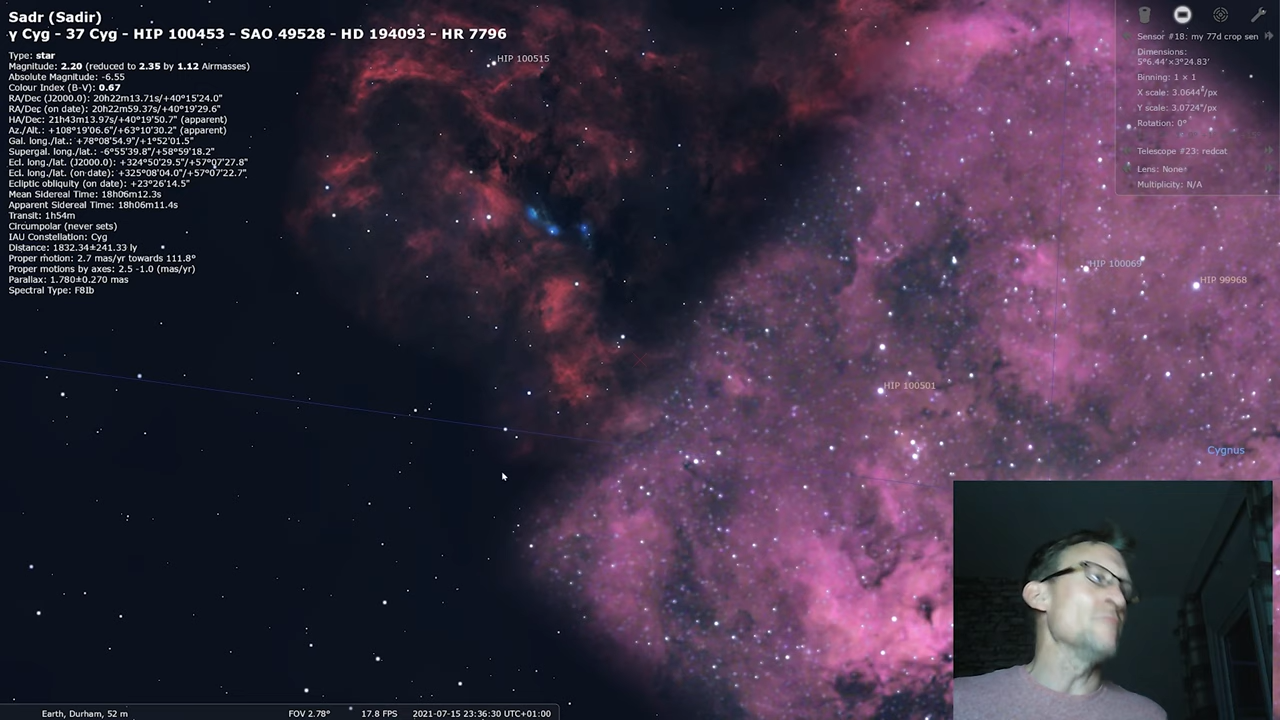 Sadr (Sadir)
γ Cyg - 37 Cyg - HIP 100453 - SAO 49528 - HD 194093 - HR 7796
Type: star
Magnitude: 2.20 (reduced to 2.35 by 1.12 Airmasses)
Absolute Magnitude: -6.55
Colour Index (B-V): 0.67
RA/Dec (J2000.0): 20h22m13.71s/+40°15'24.0"
RA/Dec (on date): 20h22m59.37s/+40°19'29.6"
HA/Dec: 21h43m13.97s/+40°19'50.7" (apparent)
Az./Alt.: +108°19'06.6"/+63°10'30.2" (apparent)
Gal. long./lat.: +78°08'54.9"/+1°52'01.5"
Supergal. long./lat.: -6°55'39.8"/+58°59'18.2"
Ecl. long./lat. (J2000.0): +324°50'29.5"/+57°07'27.8"
Ecl. long./lat. (on date): +325°08'04.0"/+57°07'22.7"
Ecliptic obliquity (on date): +23°26'14.5"
Mean Sidereal Time: 18h06m12.3s
Apparent Sidereal Time: 18h06m11.4s
Transit: 1h54m
Circumpolar (never sets)
IAU Constellation: Cyg
Distance: 1832.34±241.33 ly
Proper motion: 2.7 mas/yr towards 111.8°
Proper motions by axes: 2.5 -1.0 (mas/yr)
Parallax: 1.780±0.270 mas
Spectral Type: F8Ib
HIP 100515
Sensor #18: my 77d crop sen
Dimensions:
5°6.44'×3°24.83'
Binning: 1 x 1
X scale: 3.0644"/px
Y scale: 3.0724"/px
Rotation: 0°
Telescope #23: redcat
Lens: None
Multiplicity: N/A
HIP 100069
HIP 99968
HIP 100501
Cygnus
Earth, Durham, 52 m
FOV 2.78°
17.8 FPS
2021-07-15 23:36:30 UTC+01:00